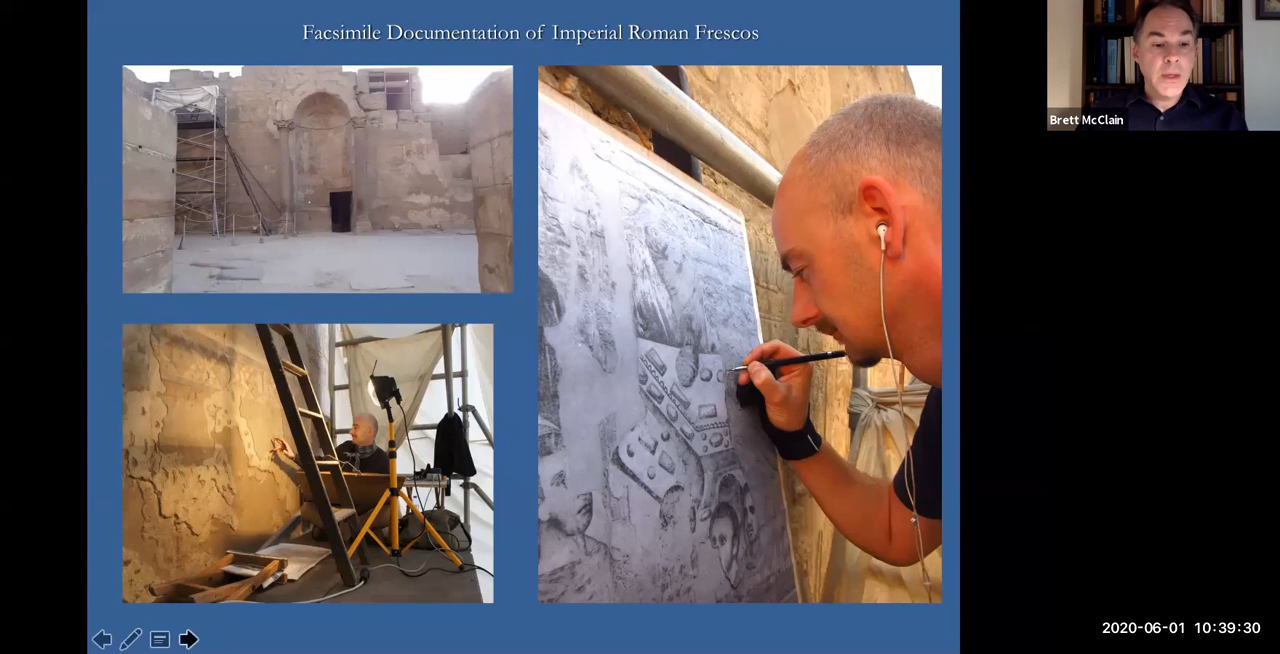 Facsimile Documentation of Imperial Roman Frescos
Brett McClain
2020-06-01 10:39:30